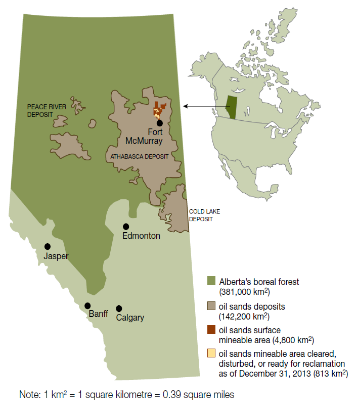 PEACE RIVER
DEPOSIT
Fort
McMurray
ATHABASCA DEPOSIT
COLD LAKE
DEPOSIT
Edmonton
Jasper
Banff
Calgary
Alberta's boreal forest
(381,000 km²)
oil sands deposits
(142,200 km²)
oil sands surface
mineable area (4,800 km²)
oil sands mineable area cleared,
disturbed, or ready for reclamation
as of December 31, 2013 (813 km²)
Note: 1 km² = 1 square kilometre = 0.39 square miles